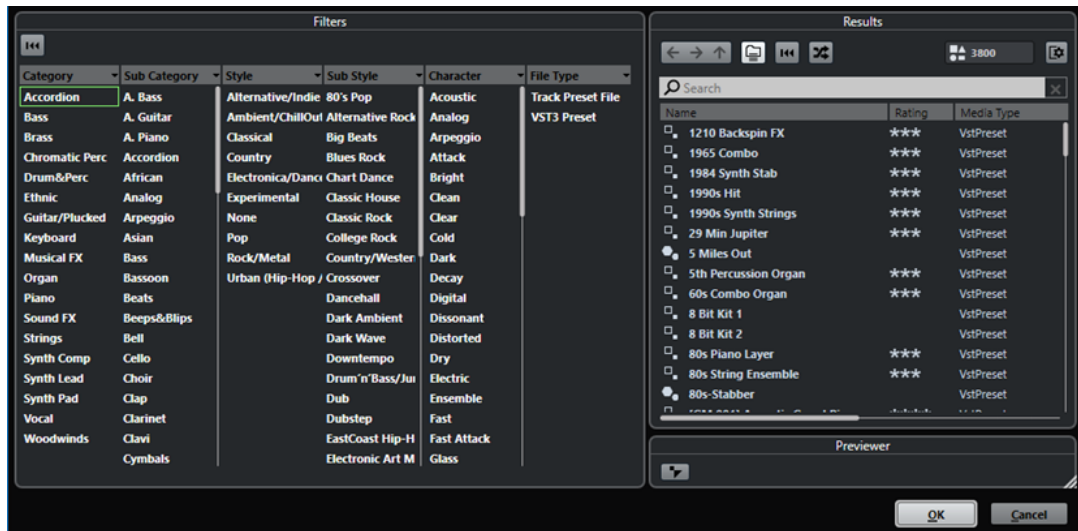 Filters
Category Sub Category Style Sub Style Character File Type
Accordion A. Bass Alternative/Indie 80's Pop Acoustic Track Preset File
Bass A. Guitar Ambient/ChillOut Alternative Rock Analog VST3 Preset
Brass A. Piano Classical Big Beats Arpeggio
Chromatic Perc Accordion Country Blues Rock Attack
Drum&Perc African Electronica/Danc Chart Dance Bright
Ethnic Analog Experimental Classic House Clean
Guitar/Plucked Arpeggio None Classic Rock Clear
Keyboard Asian Pop College Rock Cold
Musical FX Bass Rock/Metal Country/Wester Dark
Organ Bassoon Urban (Hip-Hop / Crossover Decay
Piano Beats Dancehall Digital
Sound FX Beeps&Blips Dark Ambient Dissonant
Strings Bell Dark Wave Distorted
Synth Comp Cello Downtempo Dry
Synth Lead Choir Drum´n´Bass/Ju Electric
Synth Pad Clap Dub Ensemble
Vocal Clarinet Dubstep Fast
Woodwinds Clavi EastCoast Hip-H Fast Attack
Cymbals Electronic Art M Glass
Results
3800
Search
Name Rating Media Type
1210 Backspin FX *** VstPreset
1965 Combo *** VstPreset
1984 Synth Stab *** VstPreset
1990s Hit *** VstPreset
1990s Synth Strings *** VstPreset
29 Min Jupiter *** VstPreset
5 Miles Out VstPreset
5th Percussion Organ *** VstPreset
60s Combo Organ *** VstPreset
8 Bit Kit 1 VstPreset
8 Bit Kit 2 VstPreset
80s Piano Layer *** VstPreset
80s String Ensemble *** VstPreset
80s-Stabber VstPreset
Previewer
OK Cancel